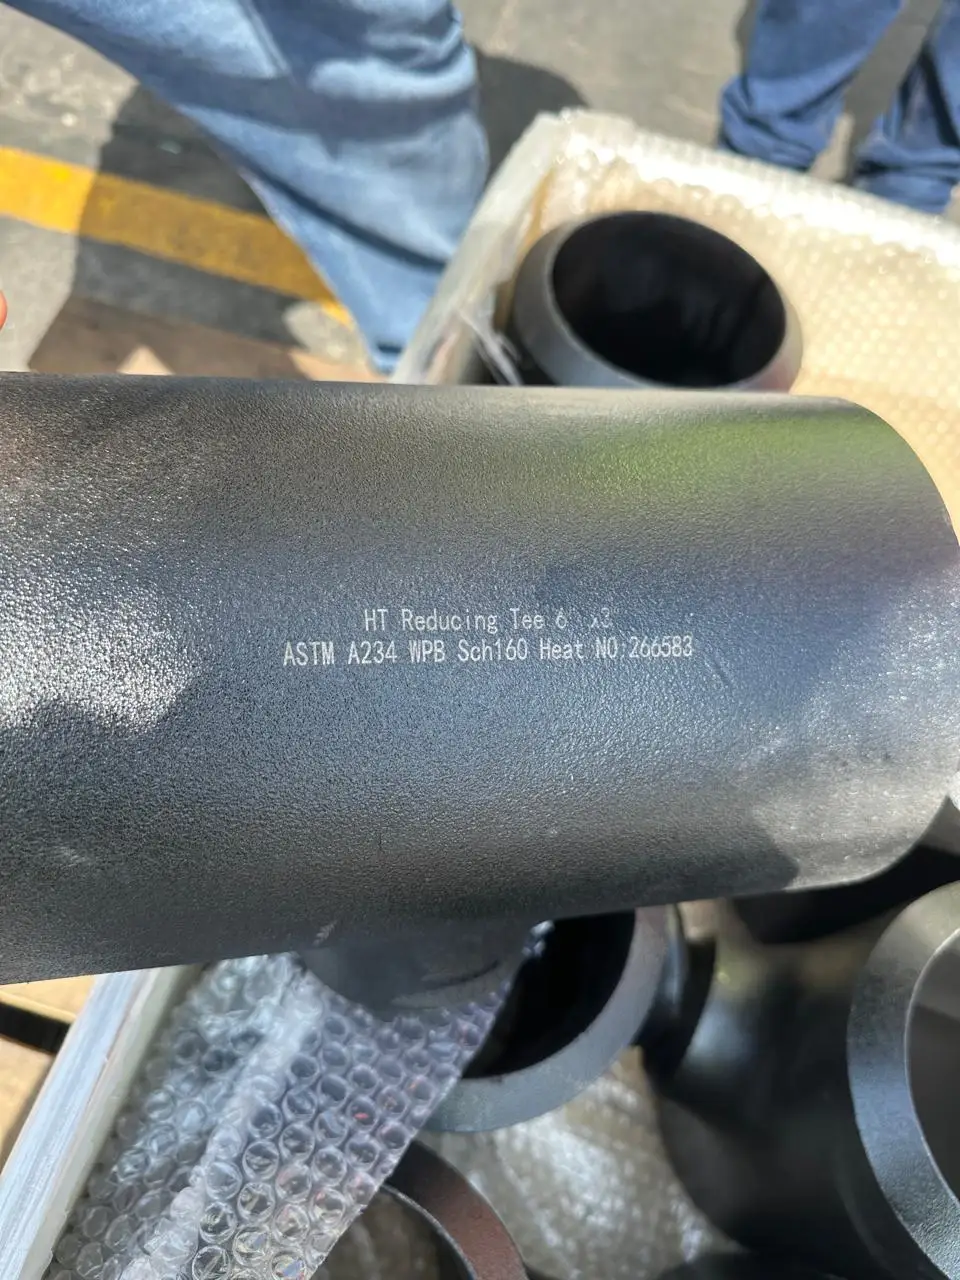 HT Reducing Tee 6" x3"
ASTM A234 WPB Sch160 Heat NO:266583